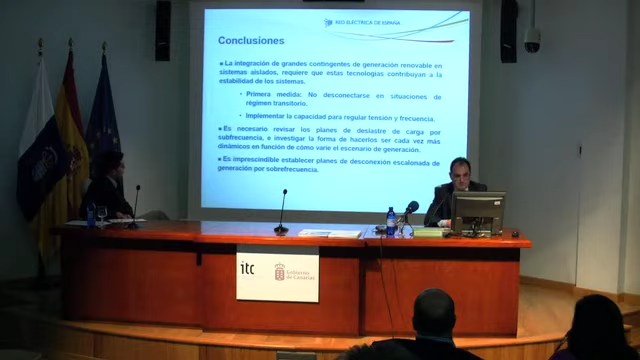 RED ELÉCTRICA DE ESPAÑA
Conclusiones
La integración de grandes contingentes de generación renovable en
sistemas aislados, requiere que estas tecnologías contribuyan a la
estabilidad de los sistemas.
• Primera medida: No desconectarse en situaciones de
régimen transitorio.
• Implementar la capacidad para regular tensión y frecuencia.
Es necesario revisar los planes de deslastre de carga por
subfrecuencia, e investigar la forma de hacerlos ser cada vez más
dinámicos en función de cómo varíe el escenario de generación.
Es imprescindible establecer planes de desconexión escalonada de
generación por sobrefrecuencia.
itc
Gobierno
de Canarias